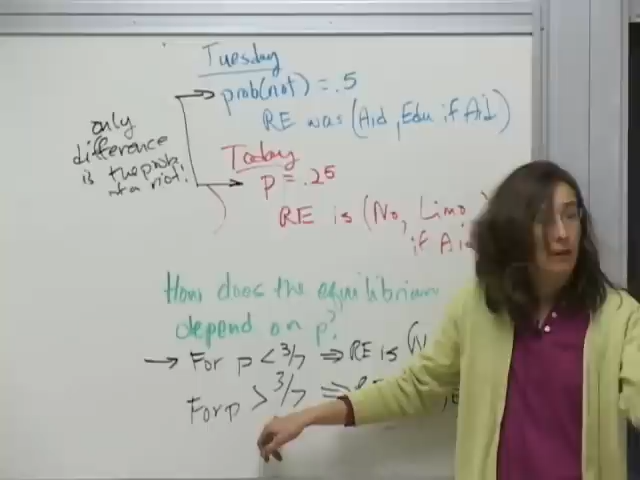 Tuesday
prob(riot) = .5
RE was (Aid, Edu if Aid)
only
difference
is the prob.
of a riot!
Today
p = .25
RE is (No, Limo
if Aid
How does the equilibrium
depend on p?
→ For p < 3/7 ⇒ RE is (N
For p > 3/7 ⇒